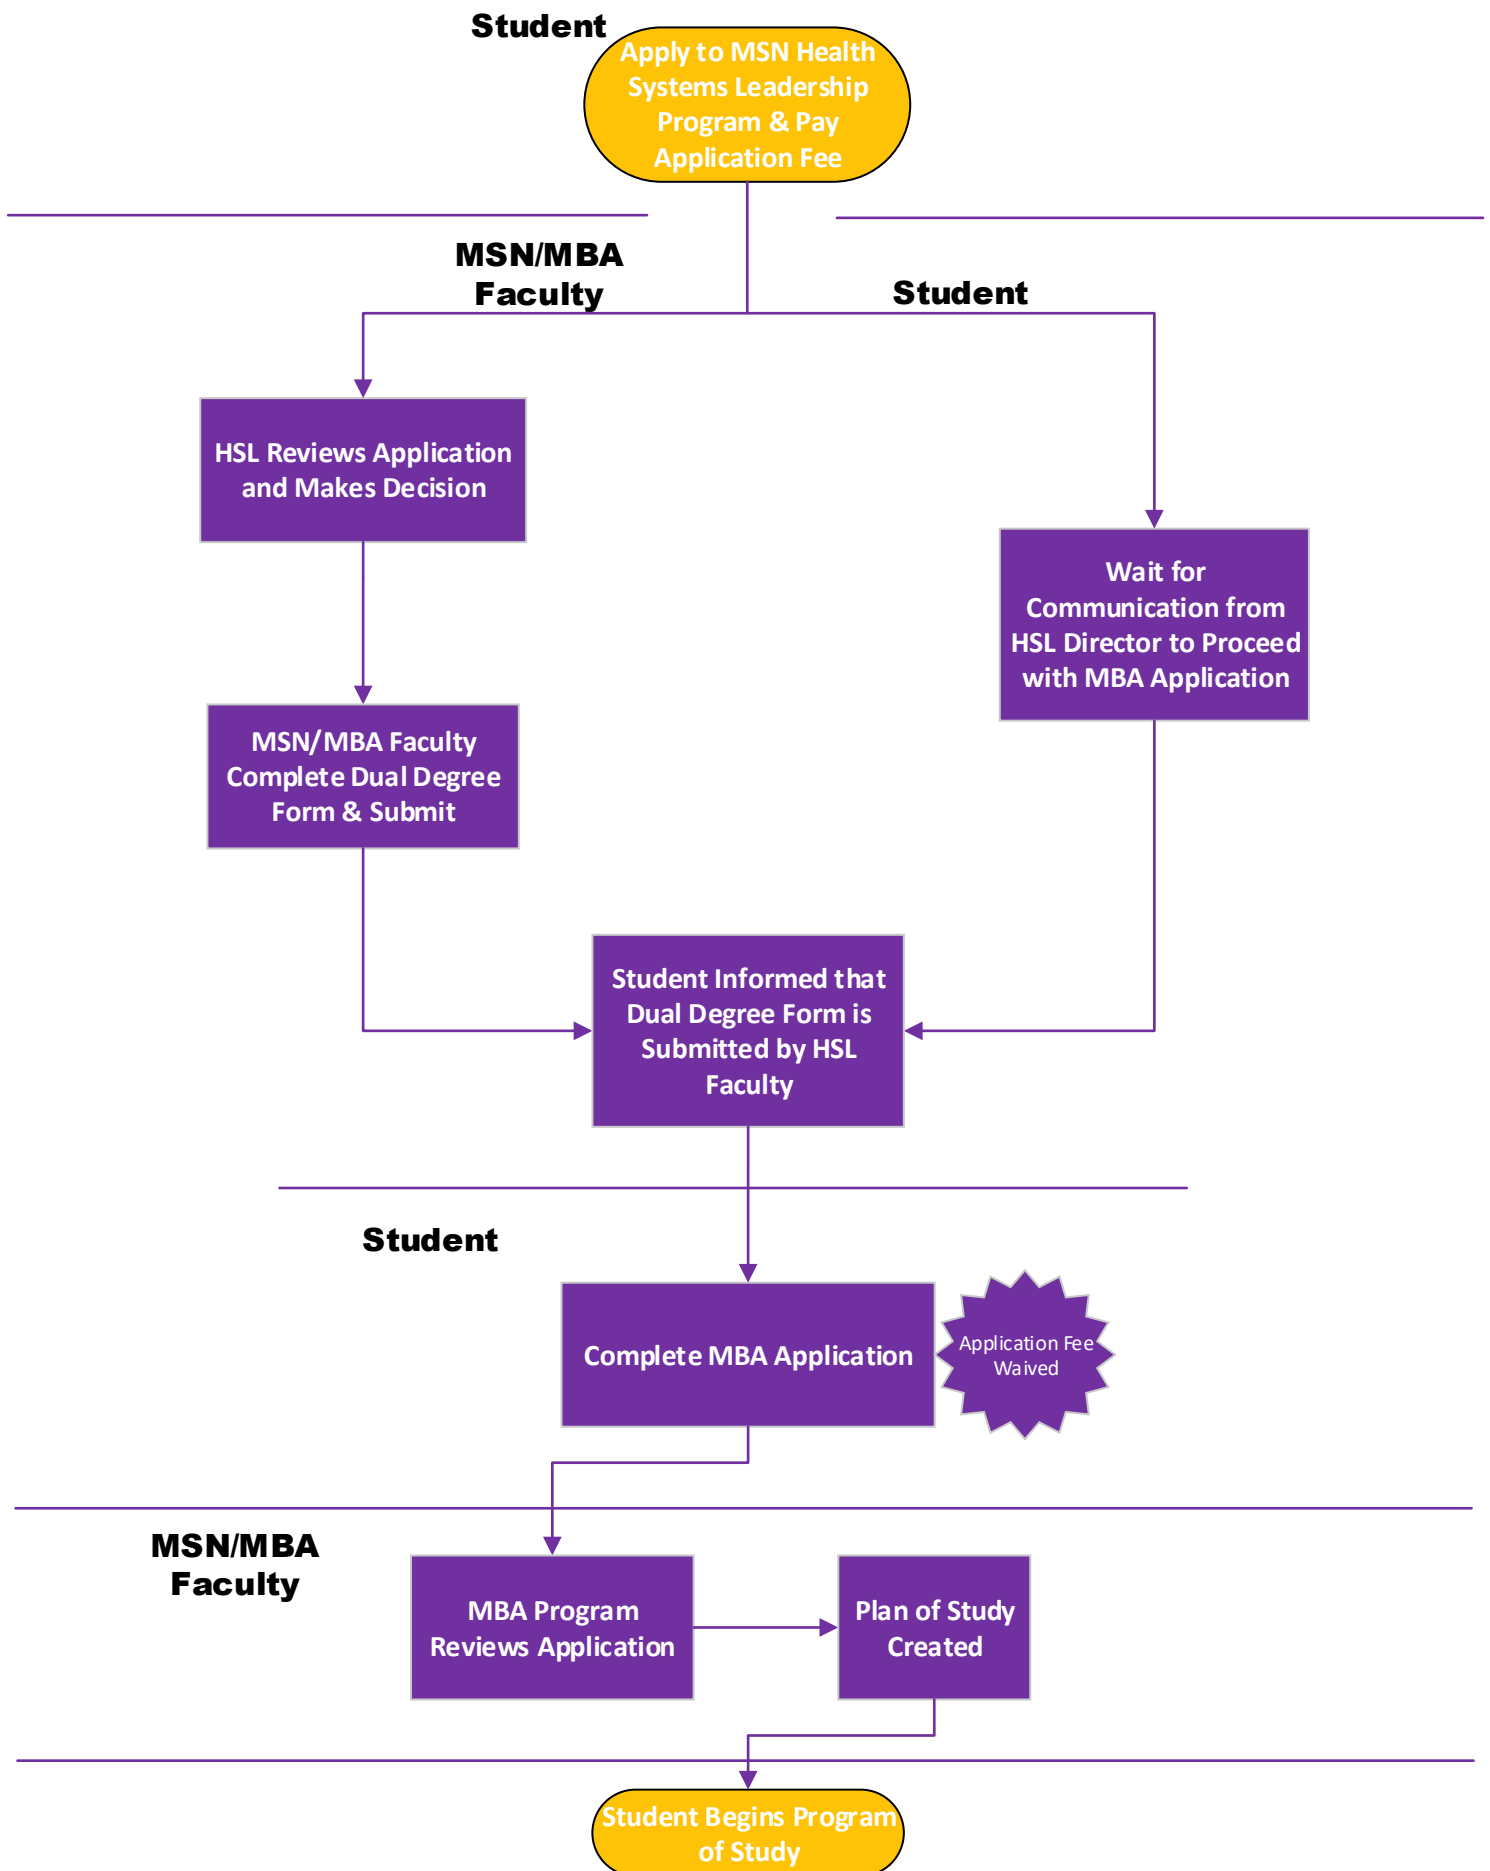 Student
Apply to MSN Health
Systems Leadership
Program & Pay
Application Fee
MSN/MBA
Faculty
Student
HSL Reviews Application
and Makes Decision
Wait for
Communication from
HSL Director to Proceed
with MBA Application
MSN/MBA Faculty
Complete Dual Degree
Form & Submit
Student Informed that
Dual Degree Form is
Submitted by HSL
Faculty
Student
Complete MBA Application
Application Fee
Waived
MSN/MBA
Faculty
MBA Program
Reviews Application
Plan of Study
Created
Student Begins Program
of Study